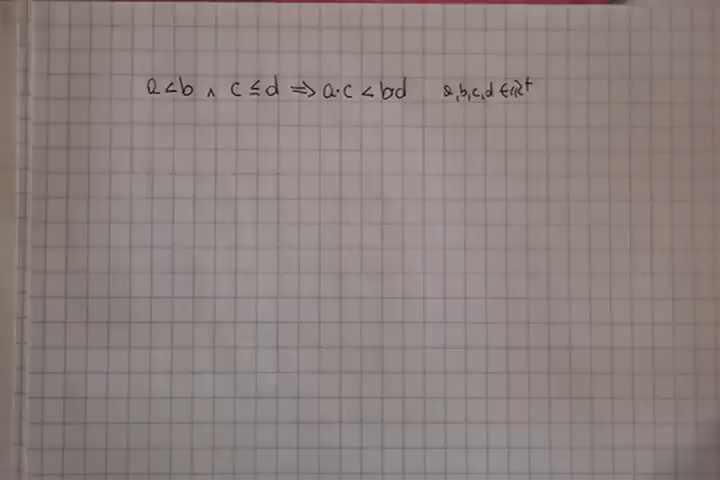 a < b ∧ c ≤ d ⇒ a·c < bd a,b,c,d ∈ ℝ⁺